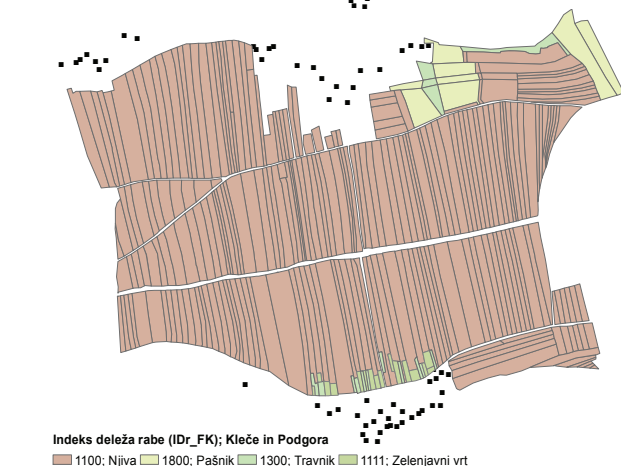 Indeks deleža rabe (IDr_FK); Kleče in Podgora
1100; Njiva 1800; Pašnik 1300; Travnik 1111; Zelenjavni vrt